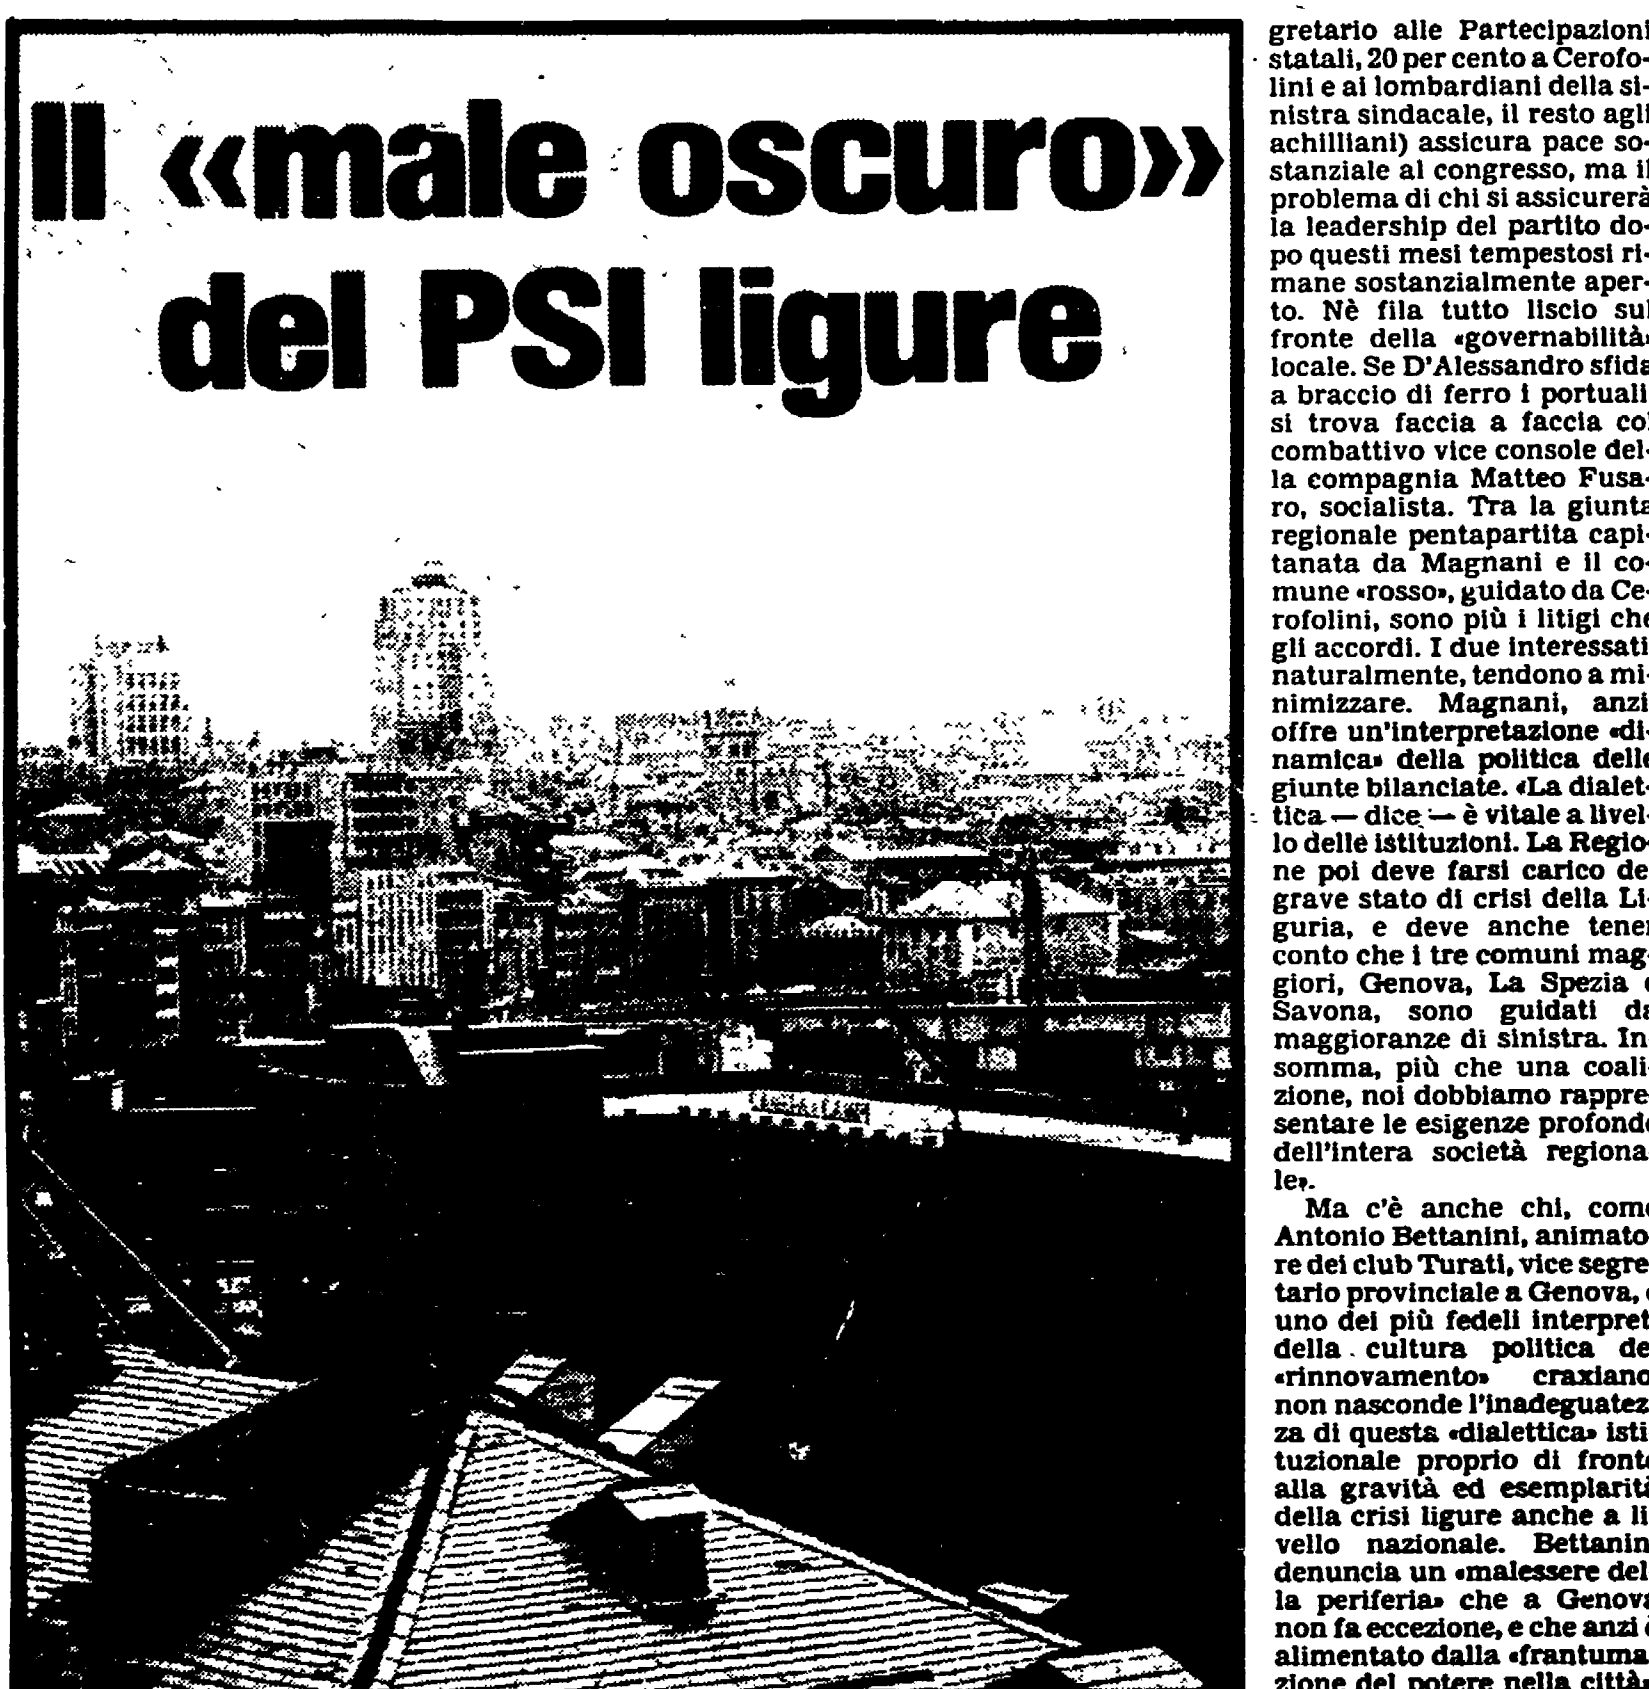 Il «male oscuro»
del PSI ligure
gretario alle Partecipazioni
statali, 20 per cento a Cerofo-
lini e ai lombardiani della si-
nistra sindacale, il resto agli
achilliani) assicura pace so-
stanziale al congresso, ma il
problema di chi si assicurerà
la leadership del partito do-
po questi mesi tempestosi ri-
mane sostanzialmente aper-
to. Nè fila tutto liscio sul
fronte della «governabilità»
locale. Se D'Alessandro sfida
a braccio di ferro i portuali
si trova faccia a faccia col
combattivo vice console del-
la compagnia Matteo Fusa-
ro, socialista. Tra la giunta
regionale pentapartita capi-
tanata da Magnani e il co-
mune «rosso», guidato da Ce-
rofolini, sono più i litigi che
gli accordi. I due interessati
naturalmente, tendono a mi-
nimizzare. Magnani, anzi
offre un'interpretazione «di-
namica» della politica delle
giunte bilanciate. «La dialet-
tica — dice — è vitale a livel-
lo delle istituzioni. La Regio-
ne poi deve farsi carico de
grave stato di crisi della Li-
guria, e deve anche tener
conto che i tre comuni mag-
giori, Genova, La Spezia e
Savona, sono guidati da
maggioranze di sinistra. In-
somma, più che una coali-
zione, noi dobbiamo rappre-
sentare le esigenze profonde
dell'intera società regiona-
le».
Ma c'è anche chi, come
Antonio Bettanini, animato-
re dei club Turati, vice segre-
tario provinciale a Genova, e
uno dei più fedeli interpret
della cultura politica de
«rinnovamento» craxiano
non nasconde l'inadeguatez-
za di questa «dialettica» isti-
tuzionale proprio di fronte
alla gravità ed esemplarità
della crisi ligure anche a li-
vello nazionale. Bettanin
denuncia un «malessere del-
la periferia» che a Genova
non fa eccezione, e che anzi è
alimentato dalla «frantuma-
zione del potere nella città»